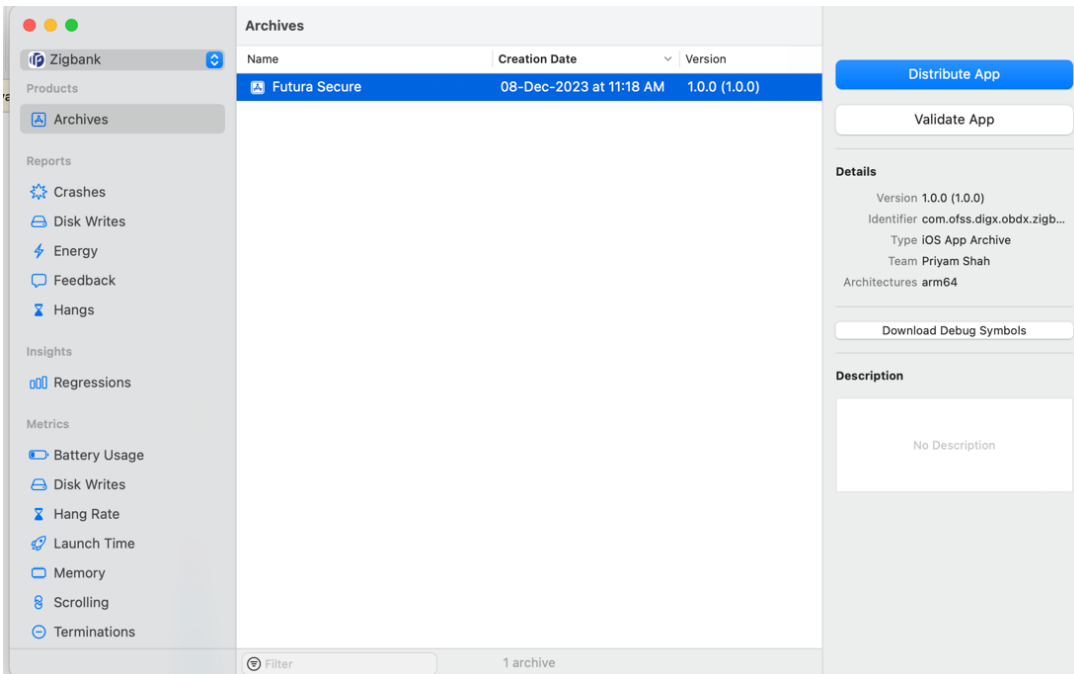 Zigbank
Products
Archives
Reports
Crashes
Disk Writes
Energy
Feedback
Hangs
Insights
Regressions
Metrics
Battery Usage
Disk Writes
Hang Rate
Launch Time
Memory
Scrolling
Terminations
Archives
Name Creation Date Version
Futura Secure 08-Dec-2023 at 11:18 AM 1.0.0 (1.0.0)
Filter 1 archive
Distribute App
Validate App
Details
Version 1.0.0 (1.0.0)
Identifier com.ofss.digx.obdx.zigb...
Type iOS App Archive
Team Priyam Shah
Architectures arm64
Download Debug Symbols
Description
No Description